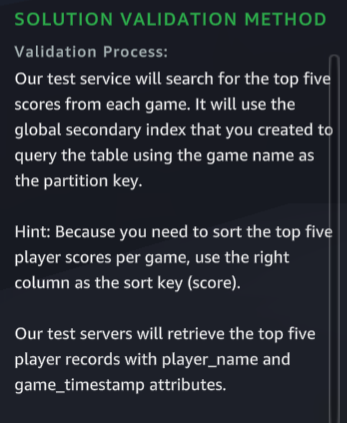 SOLUTION VALIDATION METHOD
Validation Process:
Our test service will search for the top five
scores from each game. It will use the
global secondary index that you created to
query the table using the game name as
the partition key.
Hint: Because you need to sort the top five
player scores per game, use the right
column as the sort key (score).
Our test servers will retrieve the top five
player records with player_name and
game_timestamp attributes.